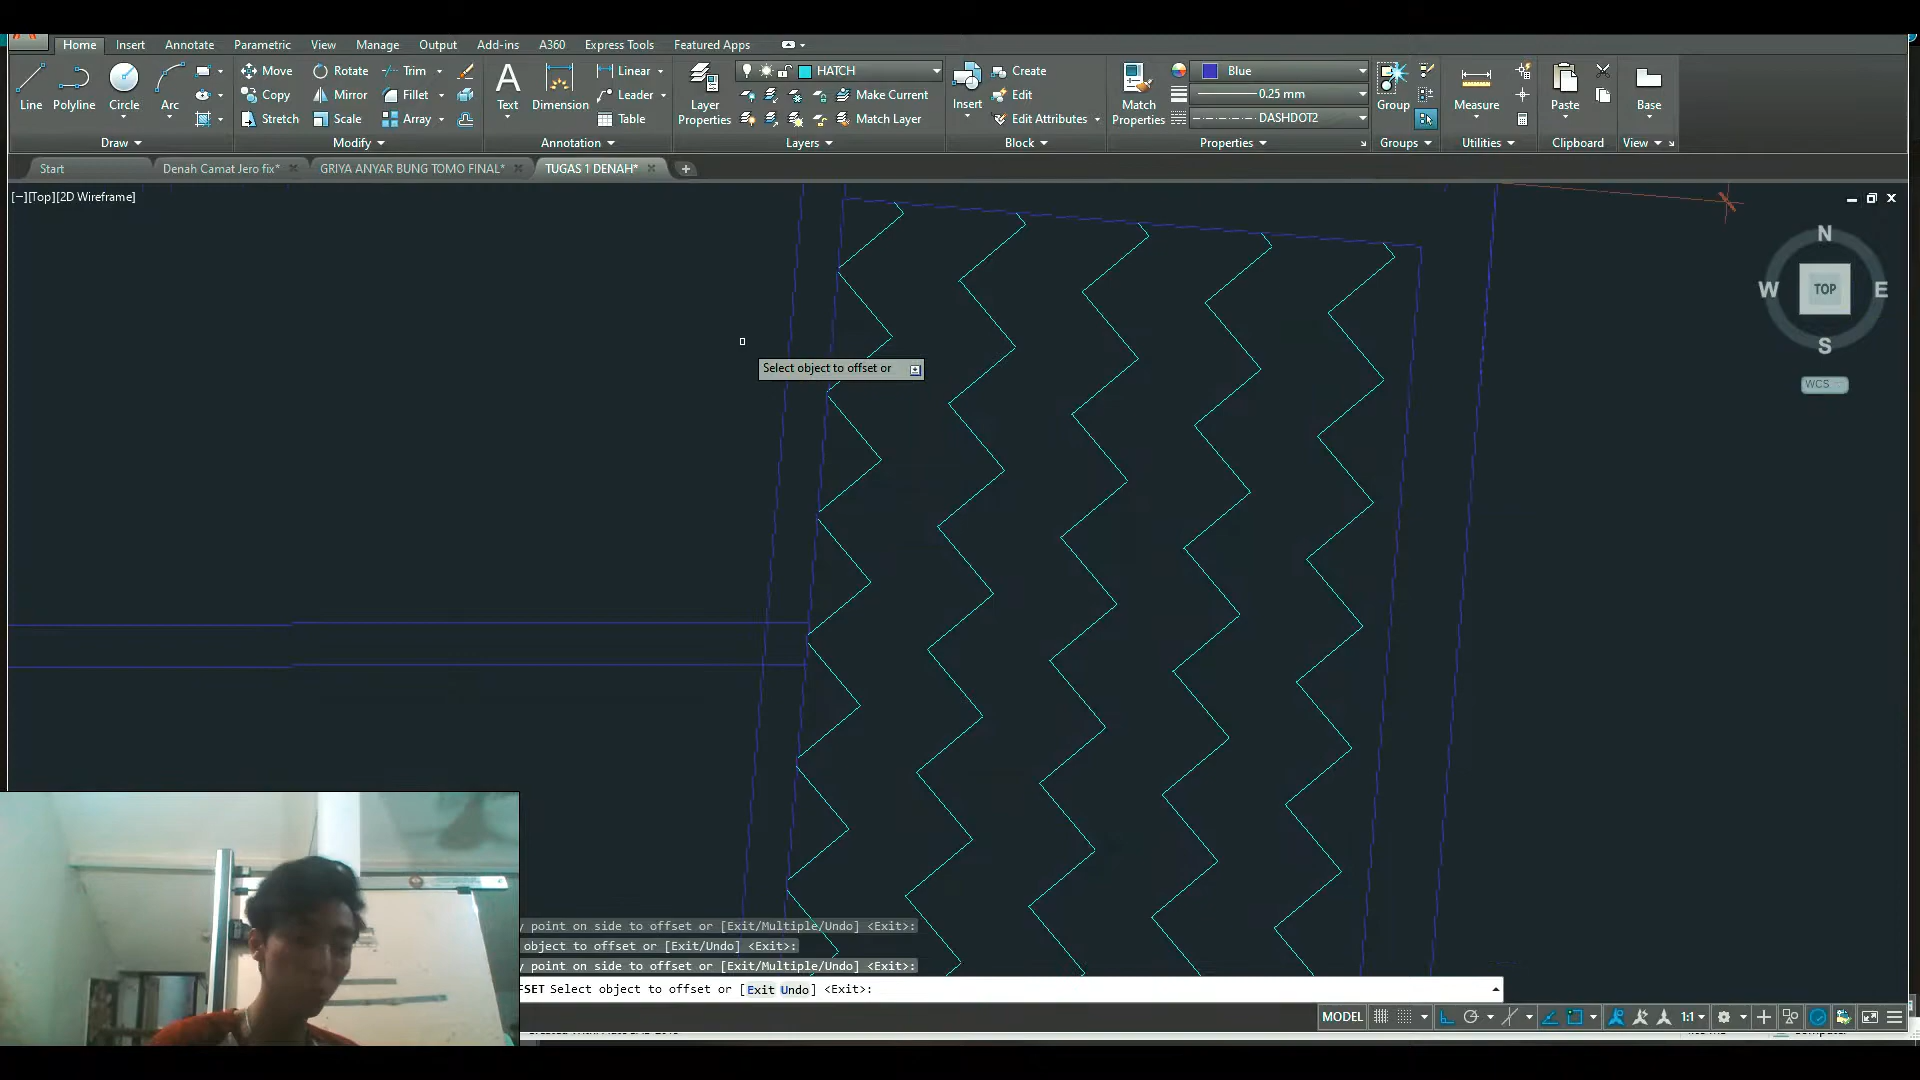 Home Insert Annotate Parametric View Manage Output Add-ins A360 Express Tools Featured Apps
Move Rotate Trim Linear HATCH Create Blue
Line Polyline Circle Arc Copy Mirror Fillet Text Dimension Leader Layer Properties Make Current Insert Edit Match Properties 0.25 mm Group Measure Paste Base
Stretch Scale Array Table Match Layer Edit Attributes DASHDOT2
Draw Modify Annotation Layers Block Properties Groups Utilities Clipboard View
Start Denah Camat Jero fix* GRIYA ANYAR BUNG TOMO FINAL* TUGAS 1 DENAH*
[−][Top][2D Wireframe]
N
W TOP E
S
WCS
Select object to offset or
y point on side to offset or [Exit/Multiple/Undo] <Exit>:
object to offset or [Exit/Undo] <Exit>:
y point on side to offset or [Exit/Multiple/Undo] <Exit>:
FSET Select object to offset or [Exit Undo] <Exit>:
MODEL 1:1